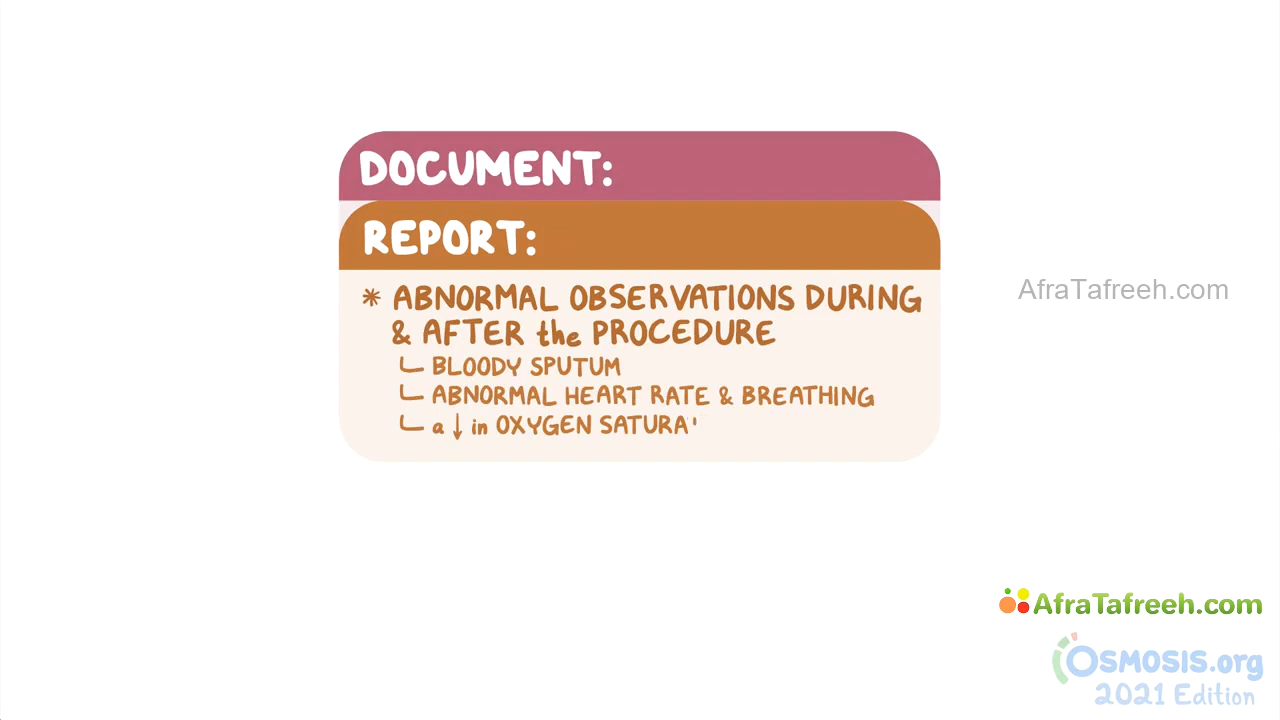 DOCUMENT:
REPORT:
* ABNORMAL OBSERVATIONS DURING
& AFTER the PROCEDURE
BLOODY SPUTUM
ABNORMAL HEART RATE & BREATHING
a ↓ in OXYGEN SATURA'
AfraTafreeh.com
AfraTafreeh.com
OSMOSIS.org
2021 Edition